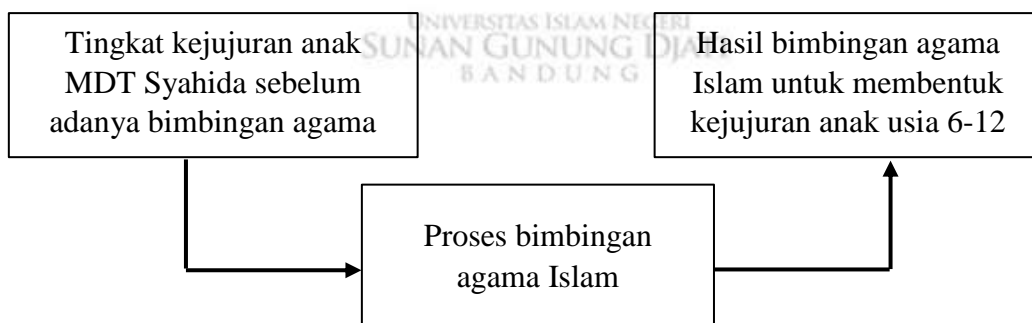 UNIVERSITAS ISLAM NEGERI
SUNAN GUNUNG DJATI
BANDUNG
Tingkat kejujuran anak
MDT Syahida sebelum
adanya bimbingan agama
Hasil bimbingan agama
Islam untuk membentuk
kejujuran anak usia 6-12
Proses bimbingan
agama Islam